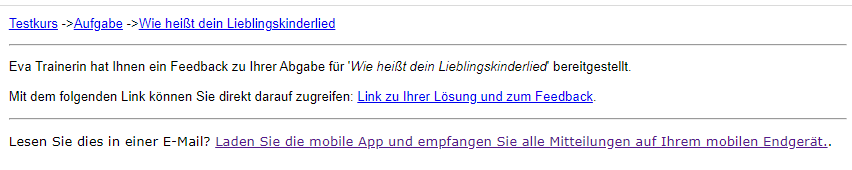 Testkurs ->Aufgabe ->Wie heißt dein Lieblingskinderlied
Eva Trainerin hat Ihnen ein Feedback zu Ihrer Abgabe für 'Wie heißt dein Lieblingskinderlied' bereitgestellt.
Mit dem folgenden Link können Sie direkt darauf zugreifen: Link zu Ihrer Lösung und zum Feedback.
Lesen Sie dies in einer E-Mail? Laden Sie die mobile App und empfangen Sie alle Mitteilungen auf Ihrem mobilen Endgerät..